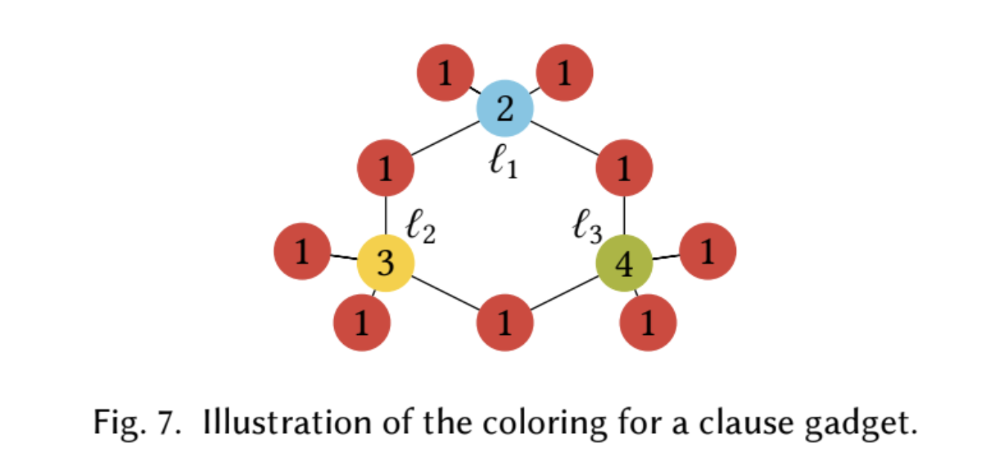 1 1
2
1 ℓ1 1
ℓ2 ℓ3
1 3 4 1
1 1 1
Fig. 7. Illustration of the coloring for a clause gadget.